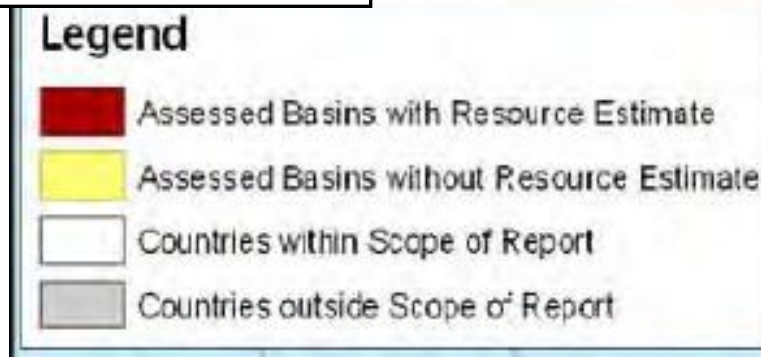 Legend
Assessed Basins with Resource Estimate
Assessed Basins without Resource Estimate
Countries within Scope of Report
Countries outside Scope of Report